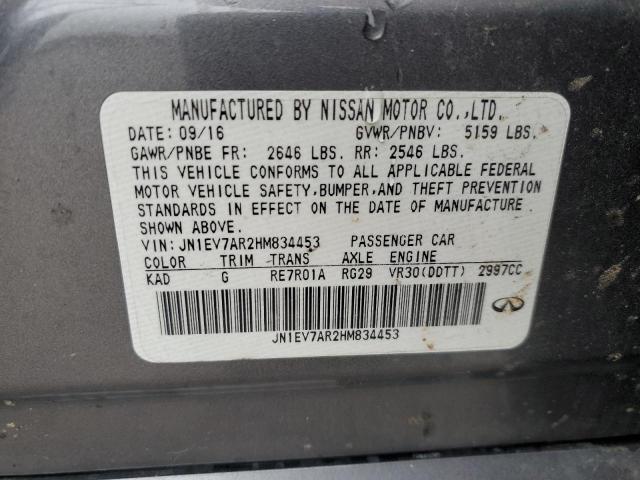 MANUFACTURED BY NISSAN MOTOR CO.,LTD.
DATE: 09/16 GVWR/PNBV: 5159 LBS.
GAWR/PNBE FR: 2646 LBS. RR: 2546 LBS.
THIS VEHICLE CONFORMS TO ALL APPLICABLE FEDERAL
MOTOR VEHICLE SAFETY,BUMPER,AND THEFT PREVENTION
STANDARDS IN EFFECT ON THE DATE OF MANUFACTURE
SHOWN ABOVE.
VIN: JN1EV7AR2HM834453 PASSENGER CAR
COLOR TRIM TRANS AXLE ENGINE
KAD G RE7R01A RG29 VR30(DDTT) 2997CC
JN1EV7AR2HM834453